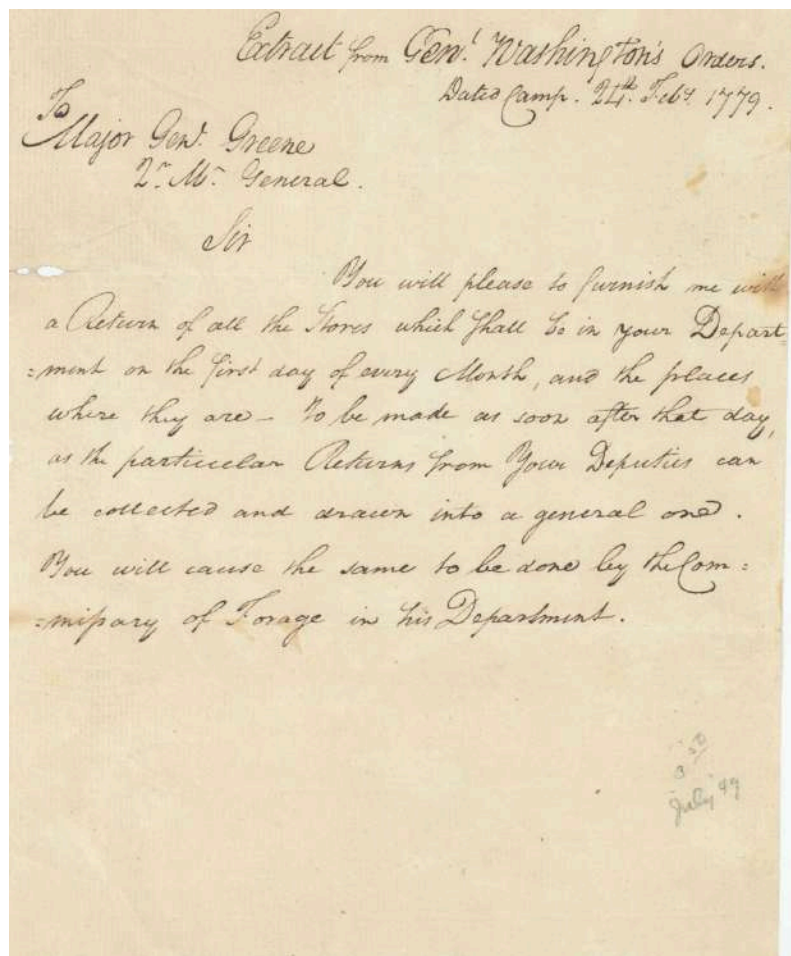 Extract from Genl. Washington's Orders.
Dated Camp. 24th. Feby. 1779.
To
Major Genl. Greene
Qr. Mr. General.
Sir
You will please to furnish me with
a Return of all the Stores which shall be in your Depart=
=ment on the first day of every Month, and the places
where they are – To be made as soon after that day,
as the particular Returns from Your Deputies can
be collected and drawn into a general one.
You will cause the same to be done by the Com=
=missary of Forage in his Department.
July '49